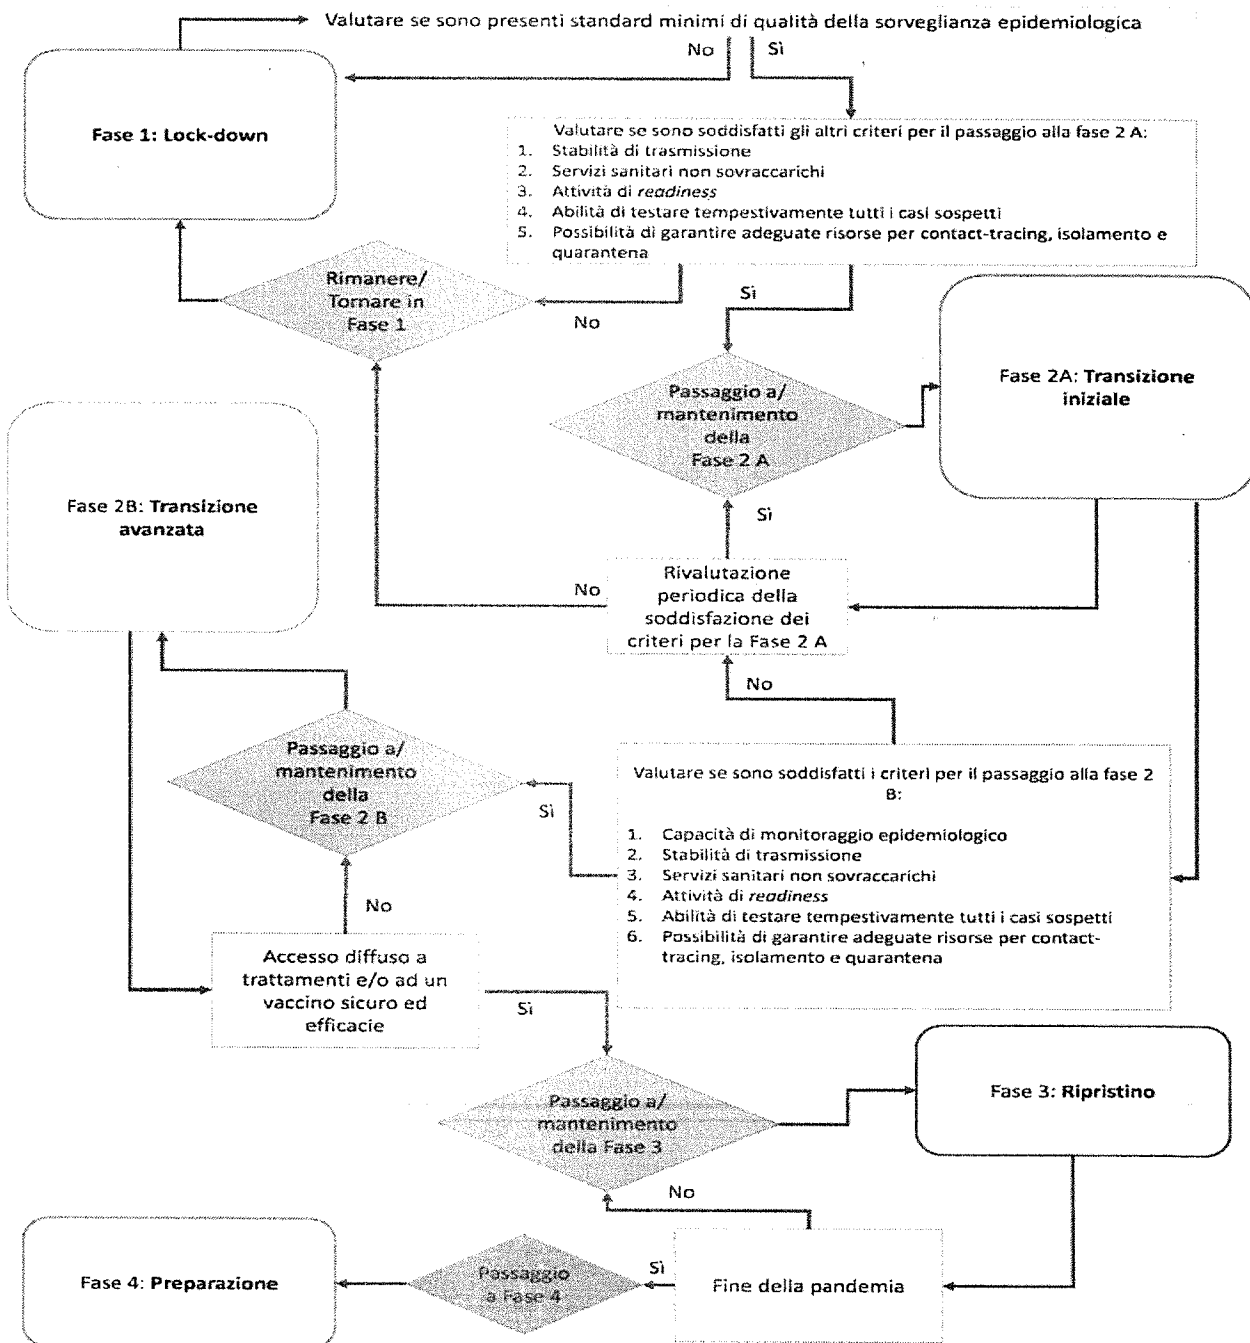 Valutare se sono presenti standard minimi di qualità della sorveglianza epidemiologica
No
Sì
Fase 1: Lock-down
Valutare se sono soddisfatti gli altri criteri per il passaggio alla fase 2 A:
1. Stabilità di trasmissione
2. Servizi sanitari non sovraccarichi
3. Attività di readiness
4. Abilità di testare tempestivamente tutti i casi sospetti
5. Possibilità di garantire adeguate risorse per contact-tracing, isolamento e
quarantena
Rimanere/
Tornare in
Fase 1
No
Sì
Passaggio a/
mantenimento
della
Fase 2 A
Fase 2A: Transizione
iniziale
Fase 2B: Transizione
avanzata
Sì
No
Rivalutazione
periodica della
soddisfazione dei
criteri per la Fase 2 A
No
Passaggio a/
mantenimento
della
Fase 2 B
Sì
Valutare se sono soddisfatti i criteri per il passaggio alla fase 2
B:
1. Capacità di monitoraggio epidemiologico
2. Stabilità di trasmissione
3. Servizi sanitari non sovraccarichi
4. Attività di readiness
5. Abilità di testare tempestivamente tutti i casi sospetti
6. Possibilità di garantire adeguate risorse per contact-
tracing, isolamento e quarantena
No
Accesso diffuso a
trattamenti e/o ad un
vaccino sicuro ed
efficacie
Sì
Passaggio a/
mantenimento
della Fase 3
Fase 3: Ripristino
No
Fase 4: Preparazione
Passaggio
a Fase 4
Sì
Fine della pandemia